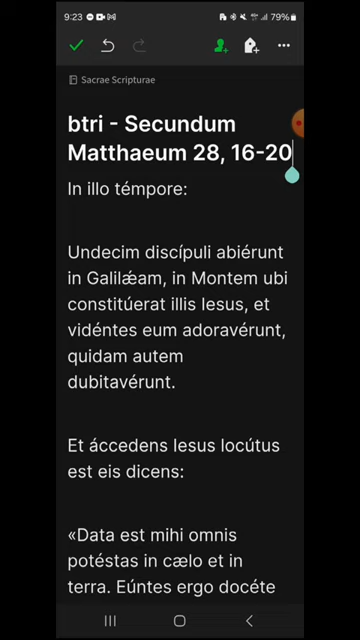 9:23
79%
Sacrae Scripturae
btri - Secundum
Matthaeum 28, 16-20
In illo témpore:
Undecim discípuli abiérunt
in Galilǽam, in Montem ubi
constitúerat illis Iesus, et
vidéntes eum adoravérunt,
quidam autem
dubitavérunt.
Et áccedens Iesus locútus
est eis dicens:
«Data est mihi omnis
potéstas in cælo et in
terra. Eúntes ergo docéte